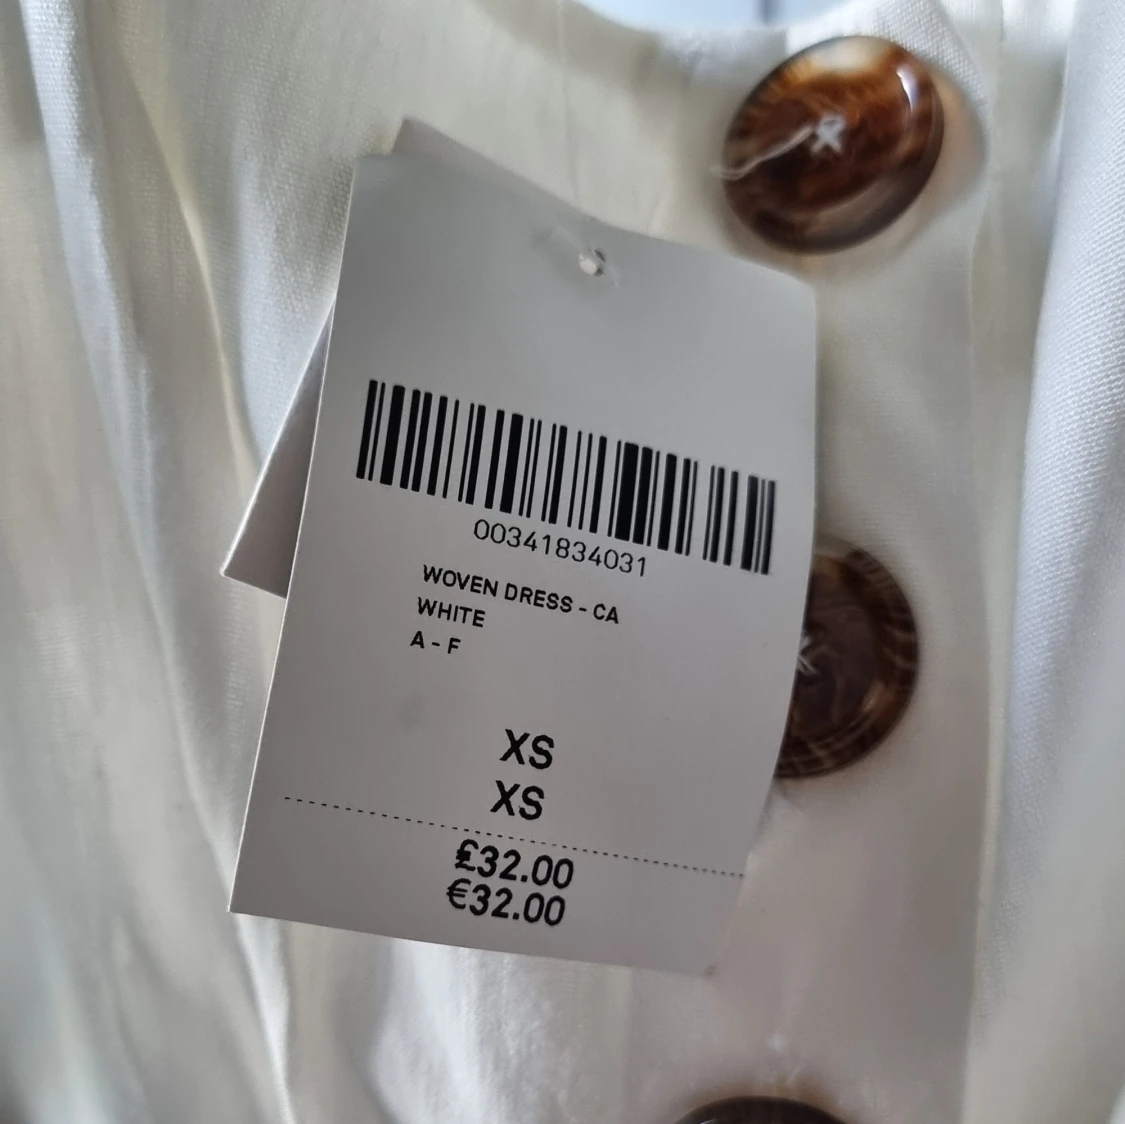 00341834031
WOVEN DRESS - CA
WHITE
A - F
XS
XS
£32.00
€32.00